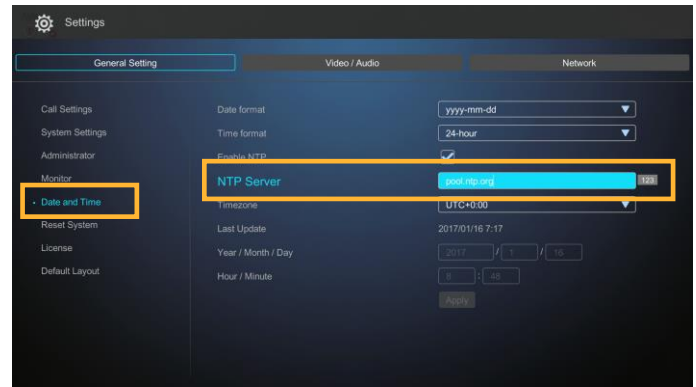 Settings
General Setting Video / Audio Network
Call Settings Date format yyyy-mm-dd
System Settings Time format 24-hour
Administrator Enable NTP
Monitor NTP Server pool.ntp.org 123
Date and Time Timezone UTC+0:00
Reset System Last Update 2017/01/16 7:17
License Year / Month / Day 2017 / 1 / 16
Default Layout Hour / Minute 8 : 48
Apply